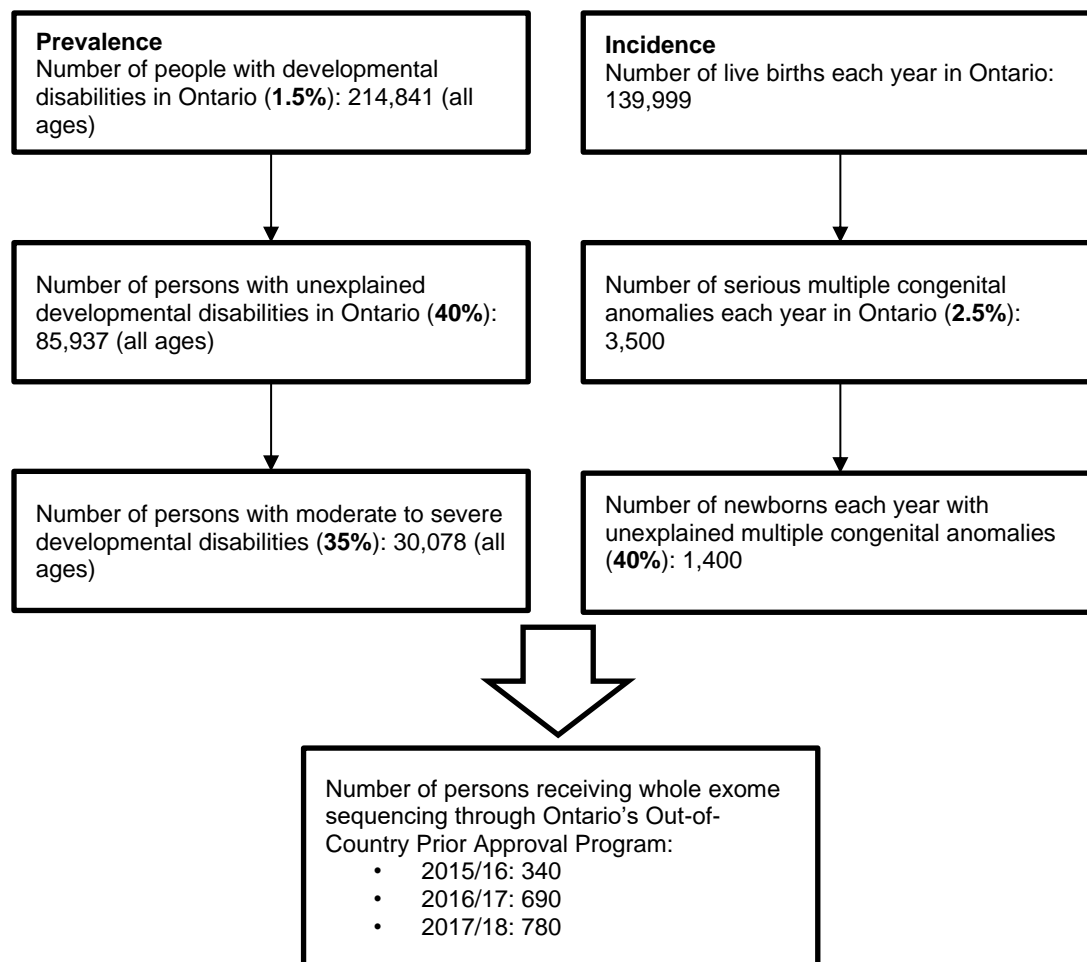 Prevalence
Number of people with developmental
disabilities in Ontario (1.5%): 214,841 (all
ages)
Incidence
Number of live births each year in Ontario:
139,999
Number of persons with unexplained
developmental disabilities in Ontario (40%):
85,937 (all ages)
Number of serious multiple congenital
anomalies each year in Ontario (2.5%):
3,500
Number of persons with moderate to severe
developmental disabilities (35%): 30,078 (all
ages)
Number of newborns each year with
unexplained multiple congenital anomalies
(40%): 1,400
Number of persons receiving whole exome
sequencing through Ontario’s Out-of-
Country Prior Approval Program:
• 2015/16: 340
• 2016/17: 690
• 2017/18: 780